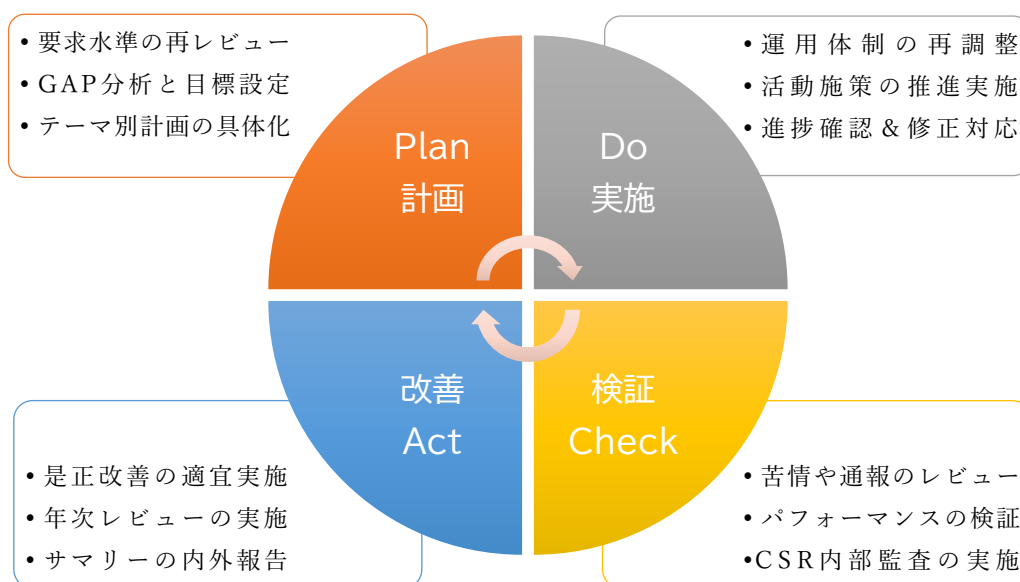 • 要求水準の再レビュー
• GAP分析と目標設定
• テーマ別計画の具体化
• 運用体制の再調整
• 活動施策の推進実施
• 進捗確認＆修正対応
Plan
計画
Do
実施
改善
Act
検証
Check
• 是正改善の適宜実施
• 年次レビューの実施
• サマリーの内外報告
• 苦情や通報のレビュー
• パフォーマンスの検証
•CSR内部監査の実施